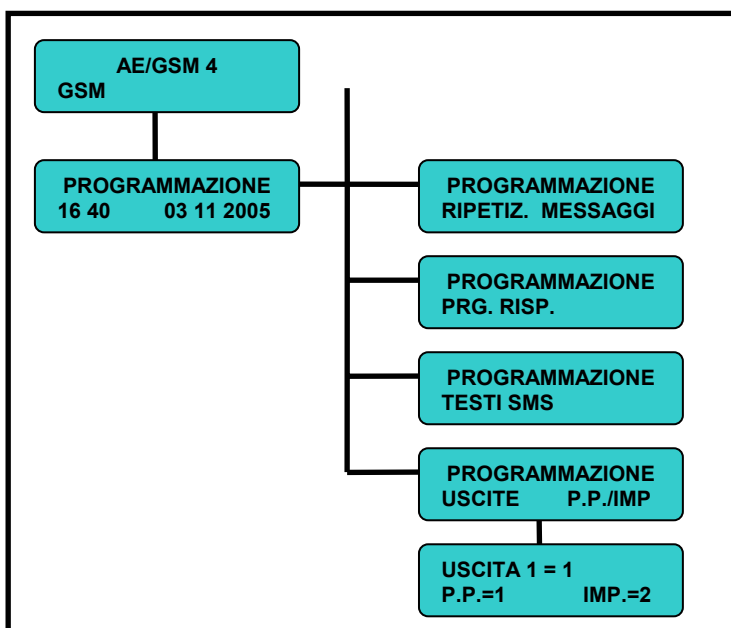 AE/GSM 4
GSM
PROGRAMMAZIONE
16 40 03 11 2005
PROGRAMMAZIONE
RIPETIZ. MESSAGGI
PROGRAMMAZIONE
PRG. RISP.
PROGRAMMAZIONE
TESTI SMS
PROGRAMMAZIONE
USCITE P.P./IMP
USCITA 1 = 1
P.P.=1 IMP.=2